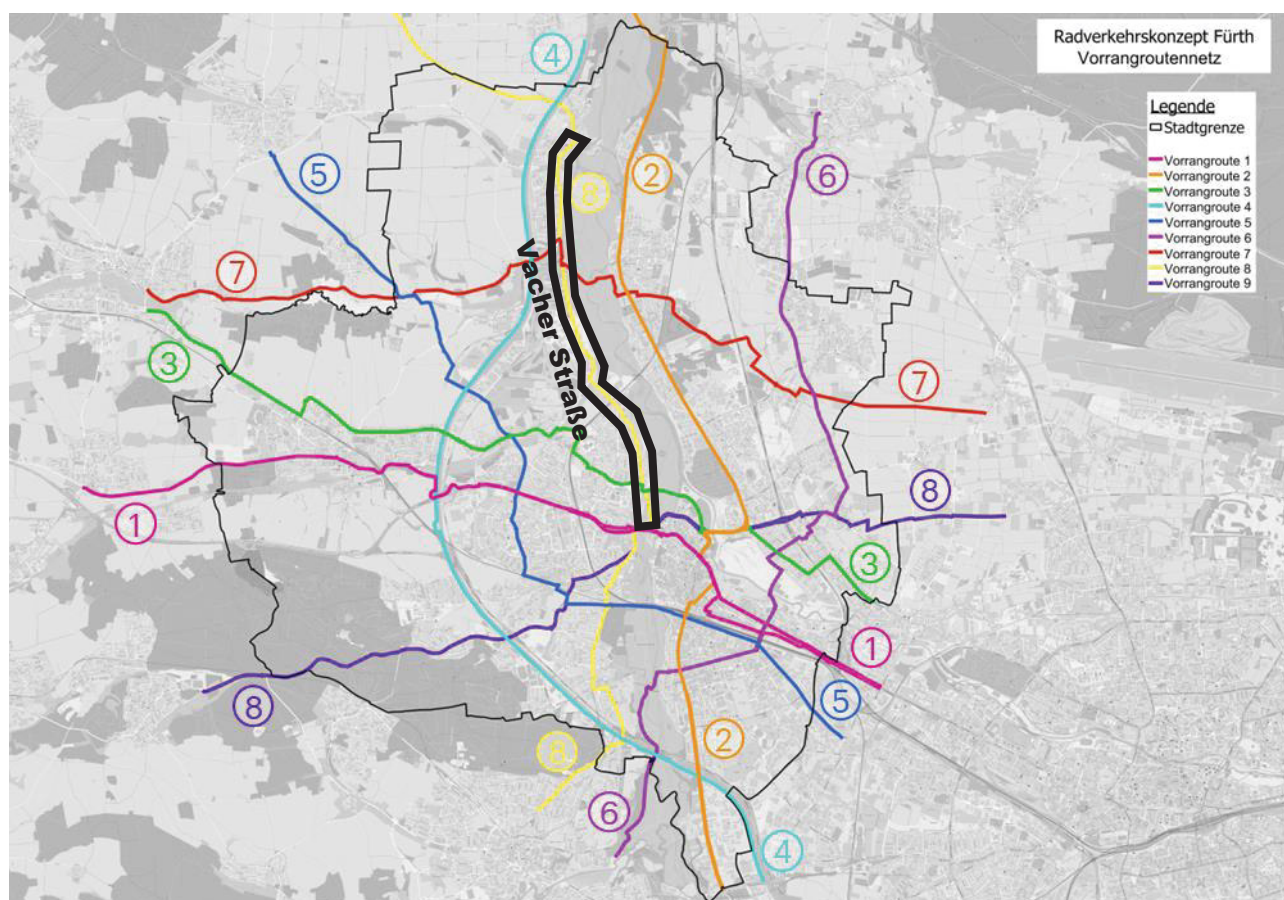 Radverkehrskonzept Fürth
Vorrangroutennetz
Legende
Stadtgrenze
Vorrangroute 1
Vorrangroute 2
Vorrangroute 3
Vorrangroute 4
Vorrangroute 5
Vorrangroute 6
Vorrangroute 7
Vorrangroute 8
Vorrangroute 9
4
5
2
6
8
7
Vacher Straße
3
7
8
1
3
1
5
8
2
8
6
4